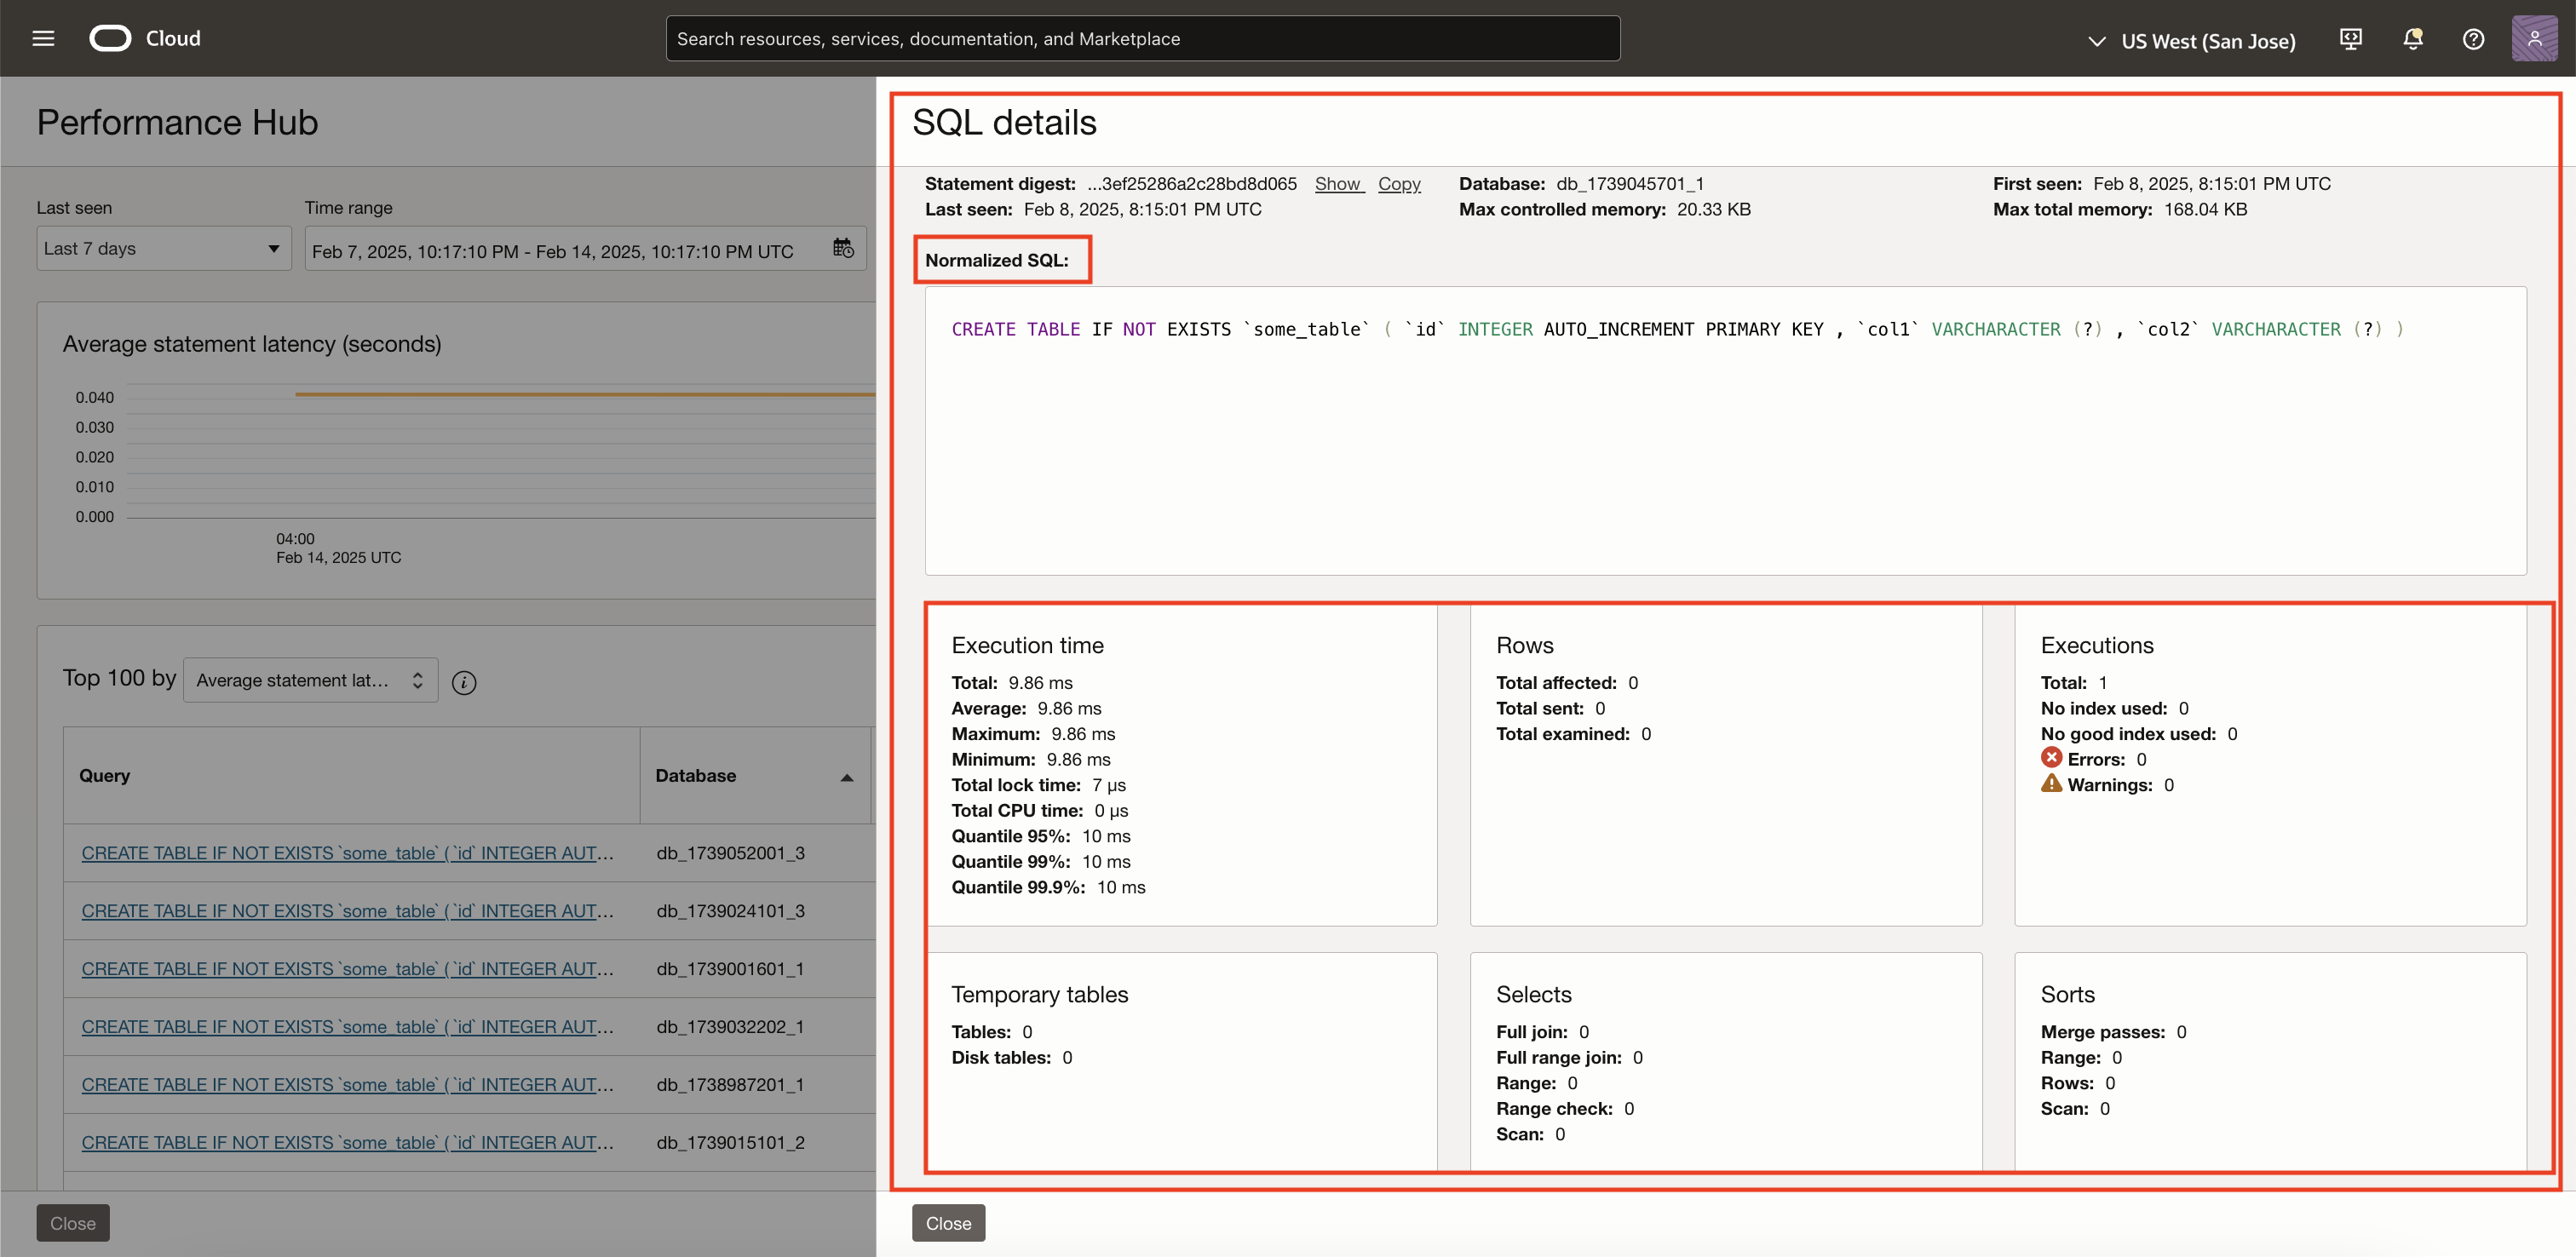 Cloud
Search resources, services, documentation, and Marketplace
US West (San Jose)
Performance Hub
Last seen
Time range
Last 7 days
Feb 7, 2025, 10:17:10 PM - Feb 14, 2025, 10:17:10 PM UTC
Average statement latency (seconds)
0.040
0.030
0.020
0.010
0.000
04:00
Feb 14, 2025 UTC
Top 100 by
Average statement lat...
Query
Database
CREATE TABLE IF NOT EXISTS `some_table` ( `id` INTEGER AUT... db_1739052001_3
CREATE TABLE IF NOT EXISTS `some_table` ( `id` INTEGER AUT... db_1739024101_3
CREATE TABLE IF NOT EXISTS `some_table` ( `id` INTEGER AUT... db_1739001601_1
CREATE TABLE IF NOT EXISTS `some_table` ( `id` INTEGER AUT... db_1739032202_1
CREATE TABLE IF NOT EXISTS `some_table` ( `id` INTEGER AUT... db_1738987201_1
CREATE TABLE IF NOT EXISTS `some_table` ( `id` INTEGER AUT... db_1739015101_2
Close
SQL details
Statement digest: ...3ef25286a2c28bd8d065 Show Copy
Database: db_1739045701_1
First seen: Feb 8, 2025, 8:15:01 PM UTC
Last seen: Feb 8, 2025, 8:15:01 PM UTC
Max controlled memory: 20.33 KB
Max total memory: 168.04 KB
Normalized SQL:
CREATE TABLE IF NOT EXISTS `some_table` ( `id` INTEGER AUTO_INCREMENT PRIMARY KEY , `col1` VARCHARACTER (?) , `col2` VARCHARACTER (?) )
Execution time
Total: 9.86 ms
Average: 9.86 ms
Maximum: 9.86 ms
Minimum: 9.86 ms
Total lock time: 7 µs
Total CPU time: 0 µs
Quantile 95%: 10 ms
Quantile 99%: 10 ms
Quantile 99.9%: 10 ms
Rows
Total affected: 0
Total sent: 0
Total examined: 0
Executions
Total: 1
No index used: 0
No good index used: 0
Errors: 0
Warnings: 0
Temporary tables
Tables: 0
Disk tables: 0
Selects
Full join: 0
Full range join: 0
Range: 0
Range check: 0
Scan: 0
Sorts
Merge passes: 0
Range: 0
Rows: 0
Scan: 0
Close